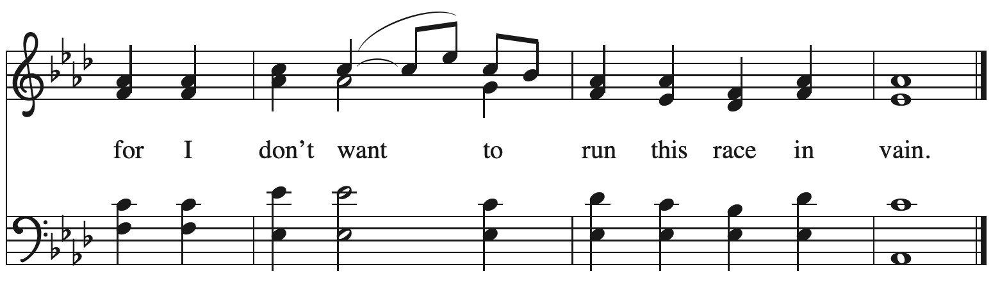 for I don’t want to run this race in vain.